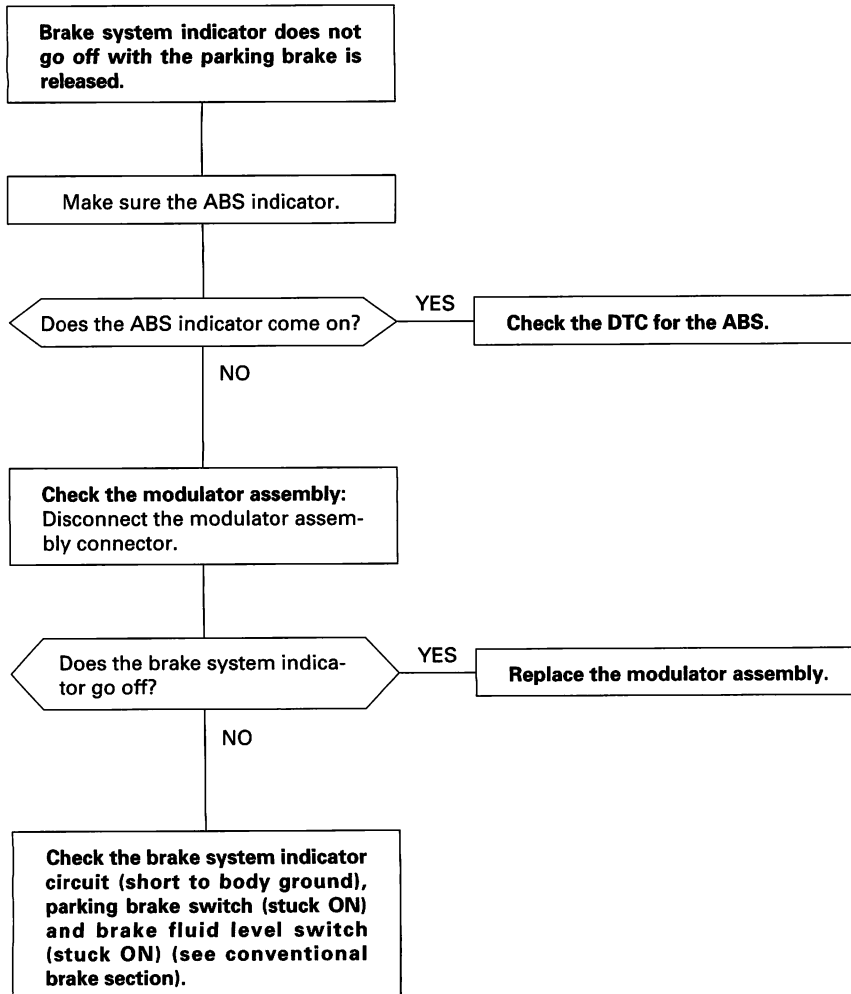 Brake system indicator does not
go off with the parking brake is
released.
Make sure the ABS indicator.
Does the ABS indicator come on?
YES
Check the DTC for the ABS.
NO
Check the modulator assembly:
Disconnect the modulator assem-
bly connector.
Does the brake system indica-
tor go off?
YES
Replace the modulator assembly.
NO
Check the brake system indicator
circuit (short to body ground),
parking brake switch (stuck ON)
and brake fluid level switch
(stuck ON) (see conventional
brake section).